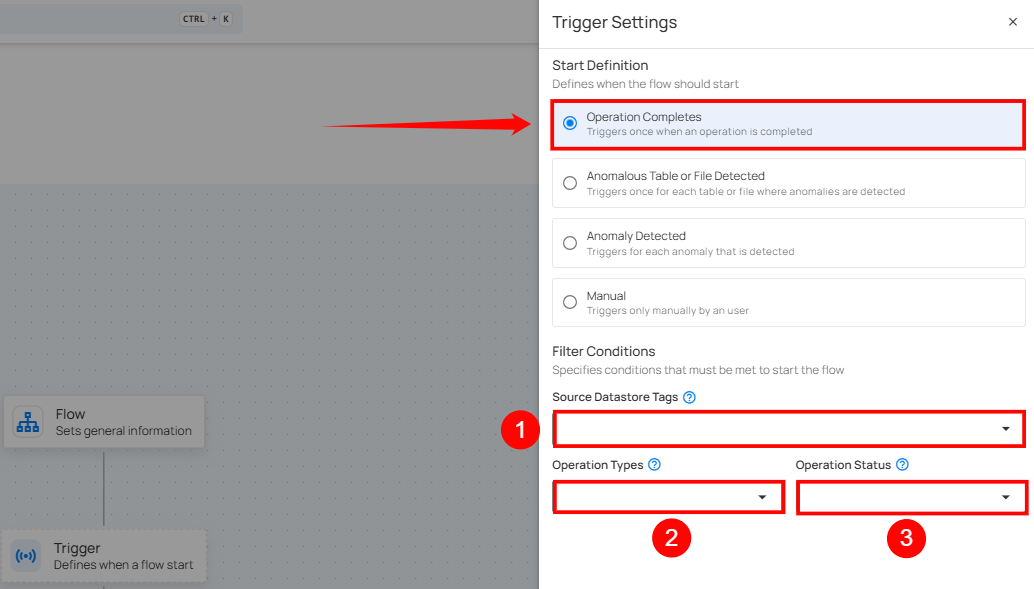 CTRL + K
Trigger Settings
Start Definition
Defines when the flow should start
Operation Completes
Triggers once when an operation is completed
Anomalous Table or File Detected
Triggers once for each table or file where anomalies are detected
Anomaly Detected
Triggers for each anomaly that is detected
Manual
Triggers only manually by an user
Filter Conditions
Specifies conditions that must be met to start the flow
Source Datastore Tags ?
1
Operation Types ?
Operation Status ?
2
3
Flow
Sets general information
Trigger
Defines when a flow start